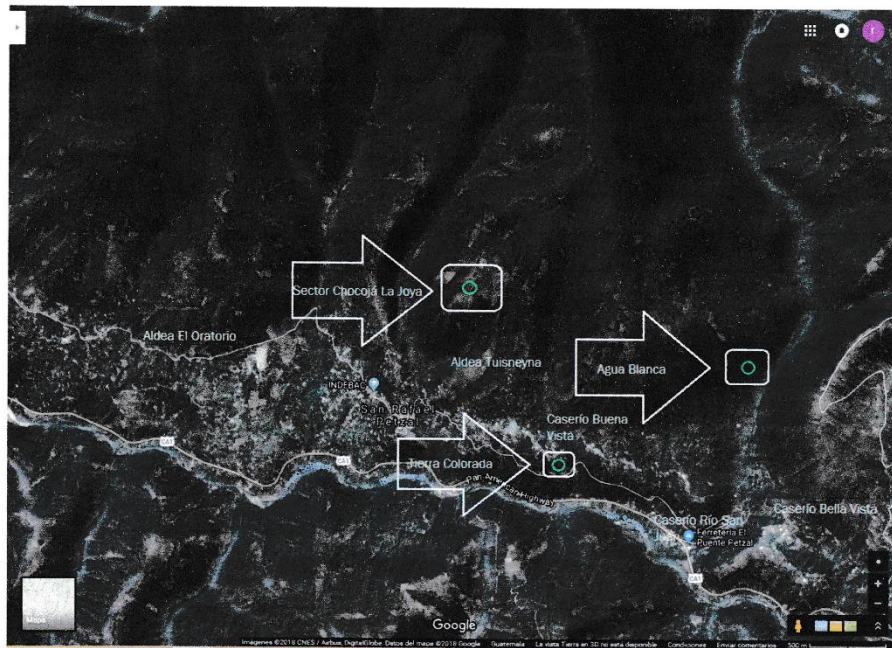 r
Sector Chocojá La Joya
Aldea El Oratorio
Aldea Tuisneyna
Agua Blanca
INDEBAC
San Rafael
Petzal
Caserío Buena
Vista
CA1
CA1
Tierra Colorada
Pan American Highway
Caserío Bella Vista
Caserío Río San
Ferretería El
Puente Petzal
CA1
Mapa
Google
Imágenes ©2018 CNES / Airbus, DigitalGlobe Datos del mapa ©2018 Google Guatemala La vista Tierra en 3D no está disponible Condiciones Enviar comentarios 500 m